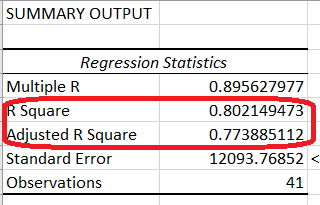 SUMMARY OUTPUT
Regression Statistics
Multiple R 0.895627977
R Square 0.802149473
Adjusted R Square 0.773885112
Standard Error 12093.76852 <
Observations 41